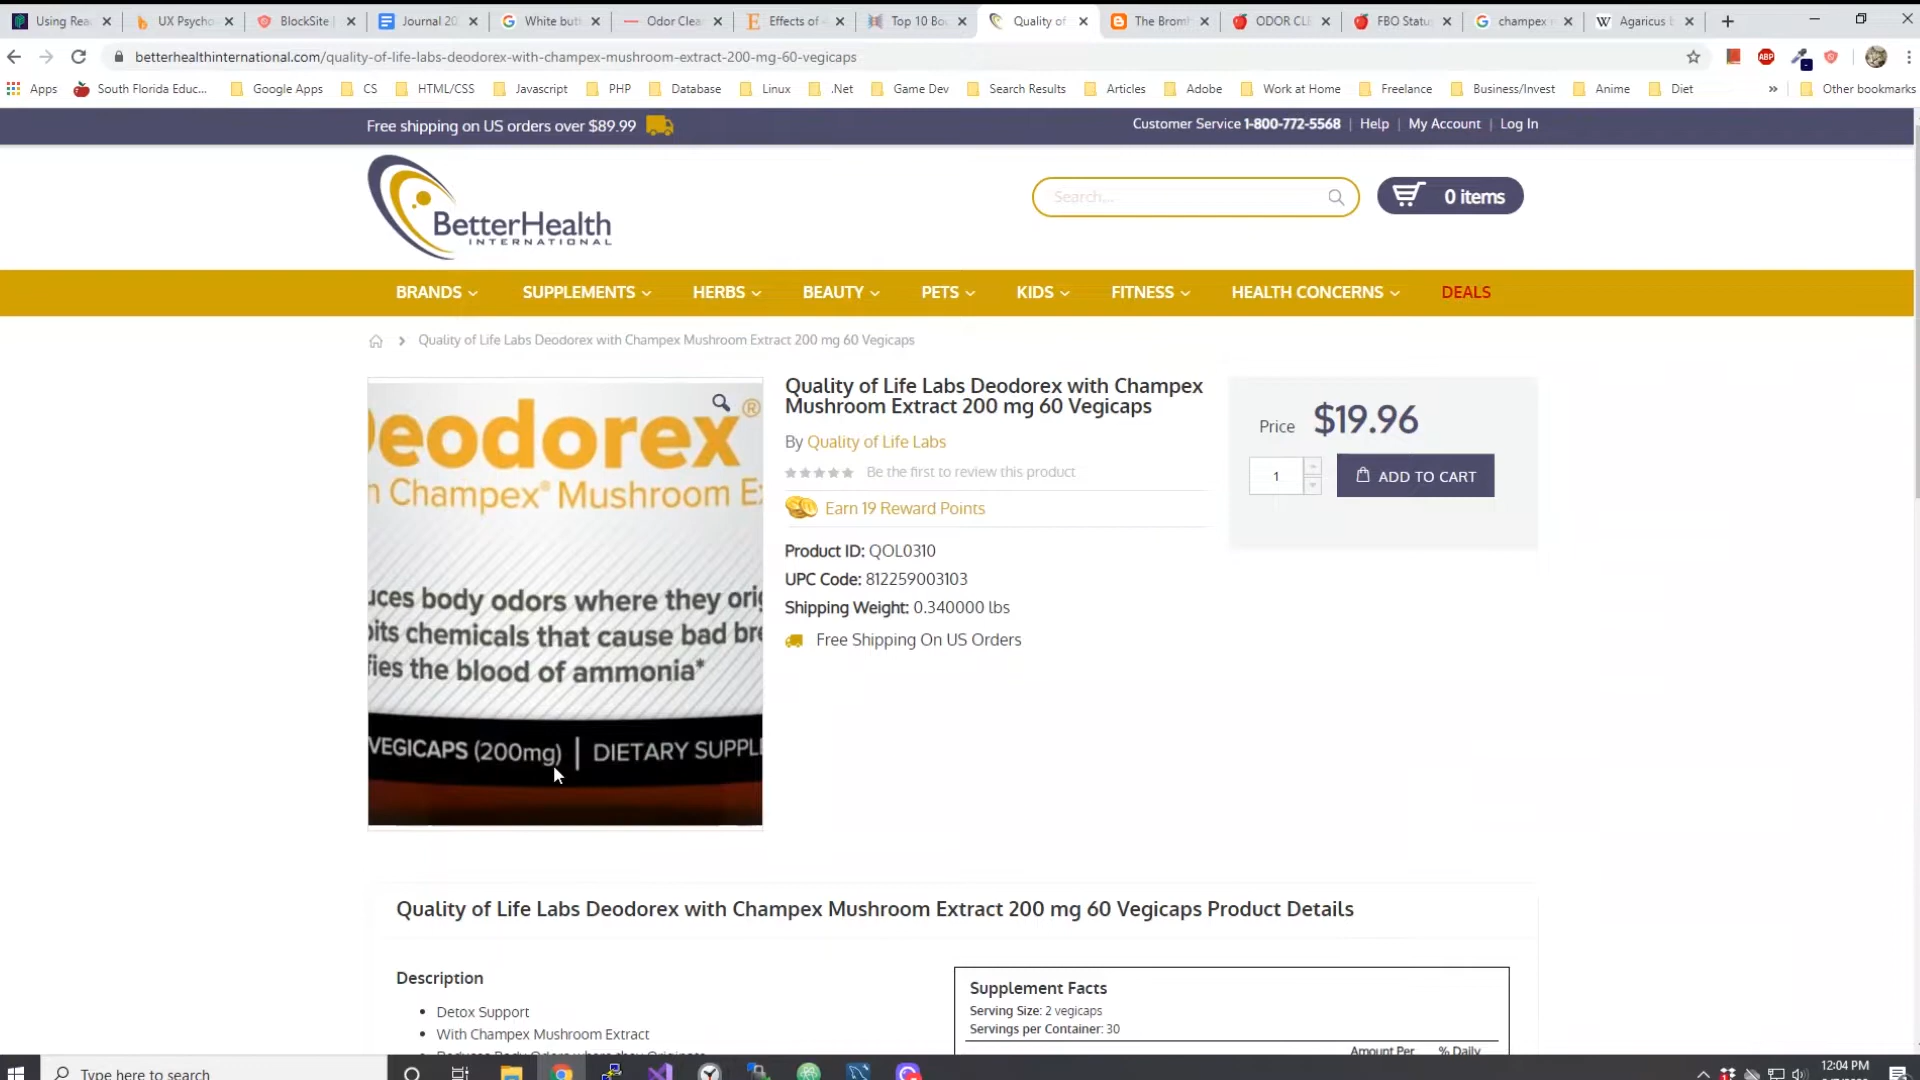 Using Rea
UX Psycho
BlockSite
Journal 20
White butt
Odor Clea
Effects of
Top 10 Bo
Quality of
The Brom
ODOR CLE
FBO Statu
champex
Agaricus
betterhealthinternational.com/quality-of-life-labs-deodorex-with-champex-mushroom-extract-200-mg-60-vegicaps
ABP
Apps
South Florida Educ...
Google Apps
CS
HTML/CSS
Javascript
PHP
Database
Linux
.Net
Game Dev
Search Results
Articles
Adobe
Work at Home
Freelance
Business/Invest
Anime
Diet
»
Other bookmarks
Free shipping on US orders over $89.99
Customer Service 1-800-772-5568 | Help | My Account | Log In
BetterHealth
INTERNATIONAL
Search...
0 items
BRANDS
SUPPLEMENTS
HERBS
BEAUTY
PETS
KIDS
FITNESS
HEALTH CONCERNS
DEALS
Quality of Life Labs Deodorex with Champex Mushroom Extract 200 mg 60 Vegicaps
eodorex®
n Champex® Mushroom E
uces body odors where they ori
bits chemicals that cause bad bre
fies the blood of ammonia*
VEGICAPS (200mg) | DIETARY SUPPL
Quality of Life Labs Deodorex with Champex
Mushroom Extract 200 mg 60 Vegicaps
By Quality of Life Labs
Be the first to review this product
Earn 19 Reward Points
Product ID: QOL0310
UPC Code: 812259003103
Shipping Weight: 0.340000 lbs
Free Shipping On US Orders
Price $19.96
1
ADD TO CART
Quality of Life Labs Deodorex with Champex Mushroom Extract 200 mg 60 Vegicaps Product Details
Description
• Detox Support
• With Champex Mushroom Extract
Supplement Facts
Serving Size: 2 vegicaps
Servings per Container: 30
Amount Per
% Daily
Type here to search
12:04 PM